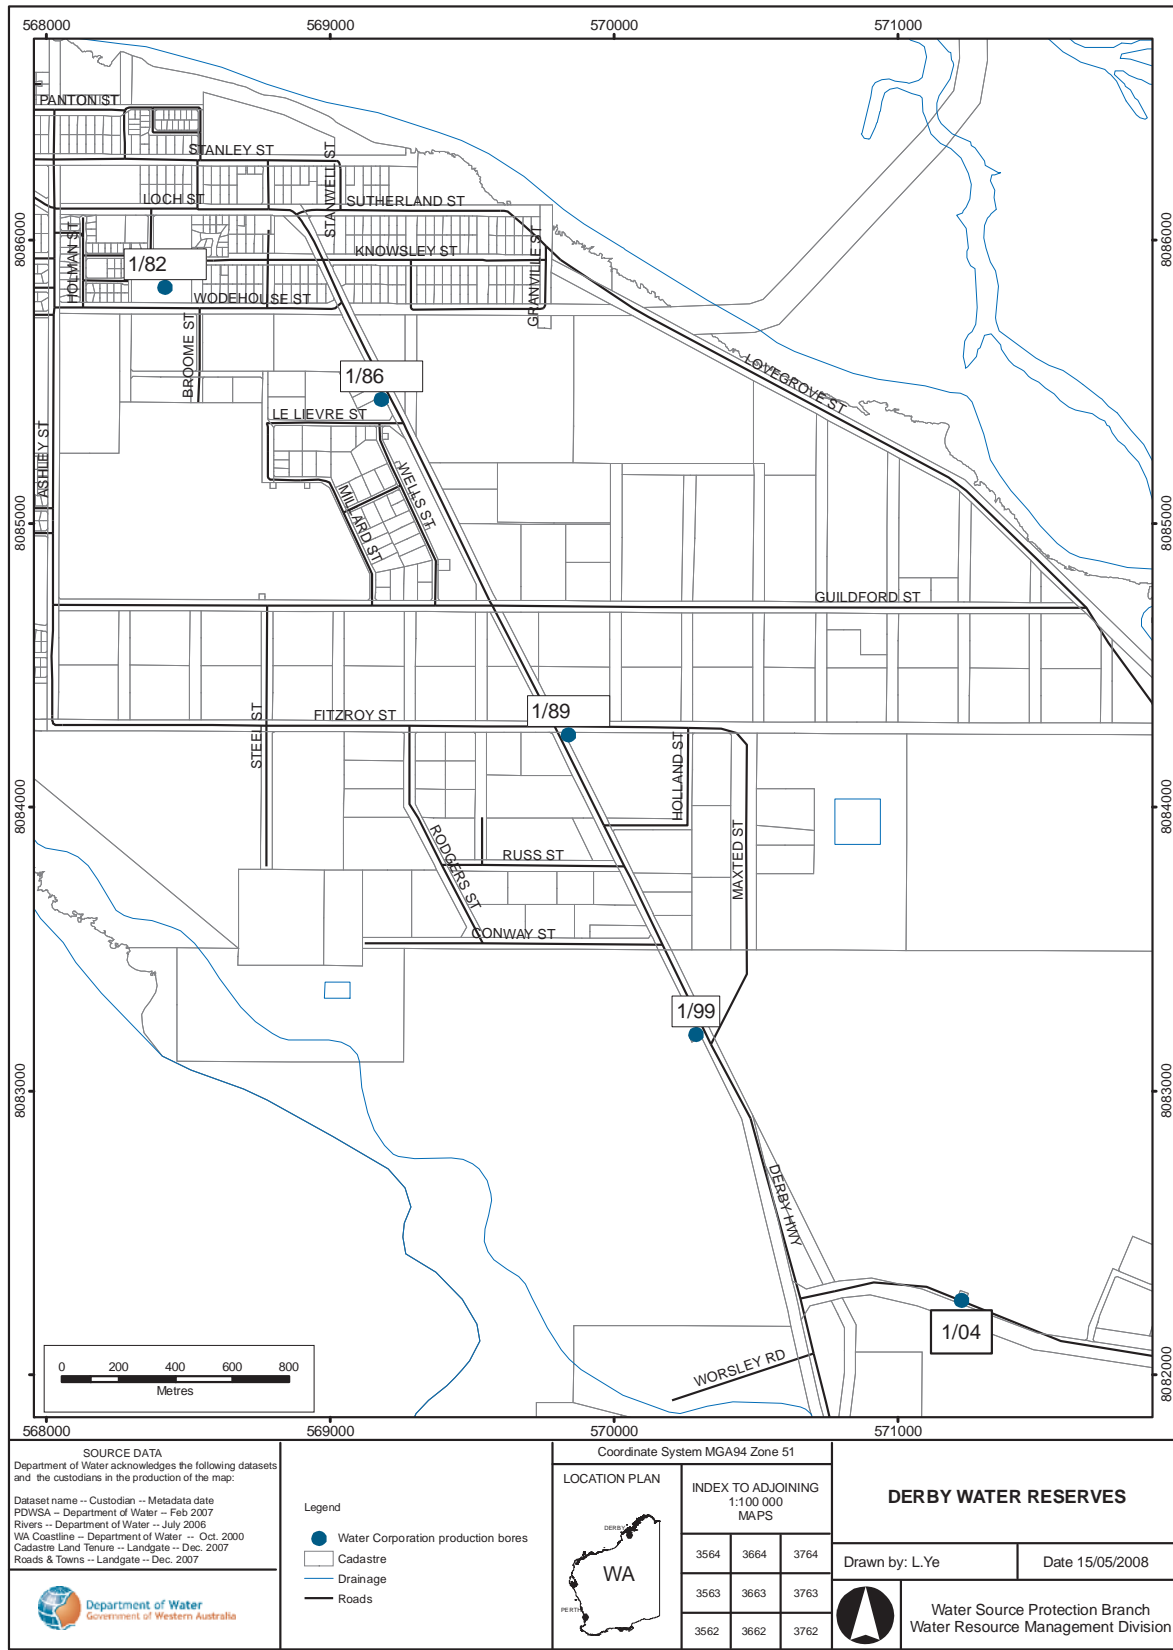 568000
569000
570000
571000
PANTON ST
STANLEY ST
STANWELL ST
LOCH ST
SUTHERLAND ST
8086000
8086000
HOLMAN ST
KNOWSLEY ST
GRANVILLE ST
1/82
WODEHOUSE ST
BROOME ST
1/86
LOVEGROVE ST
LE LIEVRE ST
ASHLEY ST
WELLS ST
MILLARD ST
8085000
8085000
GUILDFORD ST
1/89
FITZROY ST
STEEL ST
HOLLAND ST
8084000
8084000
RODGERS ST
RUSS ST
MAXTED ST
CONWAY ST
1/99
8083000
8083000
DERBY HWY
1/04
WORSLEY RD
8082000
8082000
0 200 400 600 800
Metres
568000
569000
570000
571000
SOURCE DATA
Department of Water acknowledges the following datasets
and the custodians in the production of the map:
Dataset name -- Custodian -- Metadata date
PDWSA -- Department of Water -- Feb 2007
Rivers -- Department of Water -- July 2006
WA Coastline -- Department of Water -- Oct. 2000
Cadastre Land Tenure -- Landgate -- Dec. 2007
Roads & Towns -- Landgate -- Dec. 2007
Department of Water
Government of Western Australia
Legend
Water Corporation production bores
Cadastre
Drainage
Roads
Coordinate System MGA94 Zone 51
LOCATION PLAN
DERBY
WA
PERTH
INDEX TO ADJOINING
1:100 000
MAPS
3564 3664 3764
3563 3663 3763
3562 3662 3762
DERBY WATER RESERVES
Drawn by: L.Ye
Date 15/05/2008
Water Source Protection Branch
Water Resource Management Division